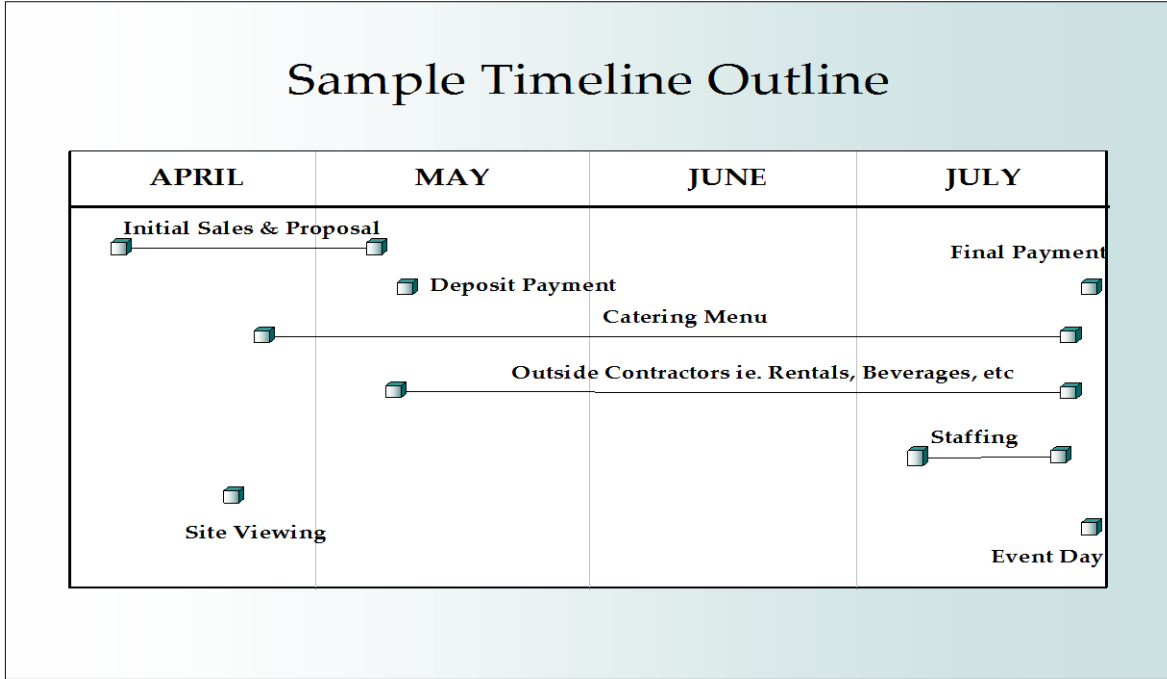 Sample Timeline Outline
APRIL MAY JUNE JULY
Initial Sales & Proposal
Final Payment
Deposit Payment
Catering Menu
Outside Contractors ie. Rentals, Beverages, etc
Staffing
Site Viewing
Event Day